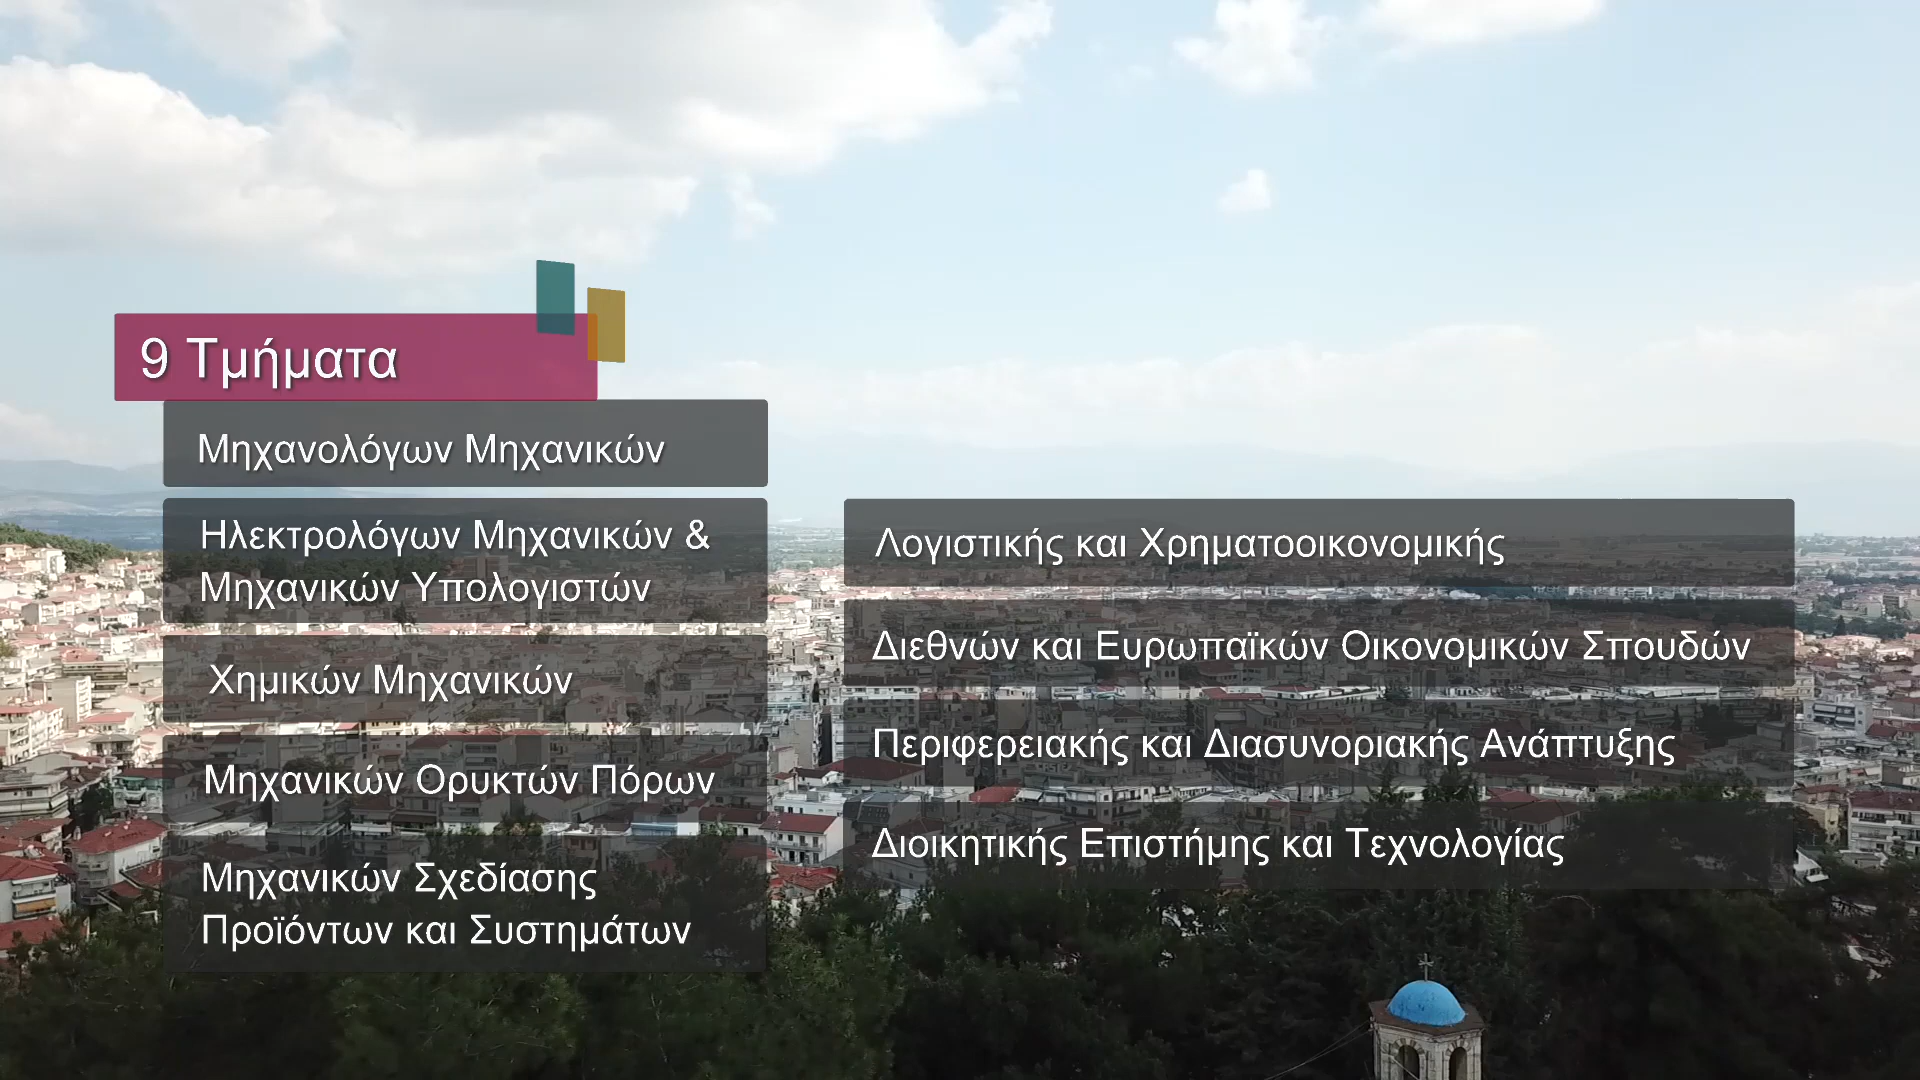 9 Τμήματα
Μηχανολόγων Μηχανικών
Ηλεκτρολόγων Μηχανικών &
Μηχανικών Υπολογιστών
Χημικών Μηχανικών
Μηχανικών Ορυκτών Πόρων
Μηχανικών Σχεδίασης
Προϊόντων και Συστημάτων
Λογιστικής και Χρηματοοικονομικής
Διεθνών και Ευρωπαϊκών Οικονομικών Σπουδών
Περιφερειακής και Διασυνοριακής Ανάπτυξης
Διοικητικής Επιστήμης και Τεχνολογίας